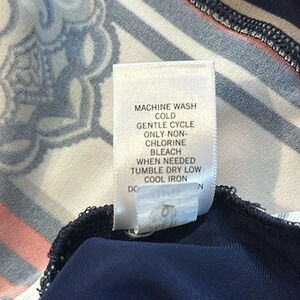 MACHINE WASH
COLD
GENTLE CYCLE
ONLY NON-
CHLORINE
BLEACH
WHEN NEEDED
TUMBLE DRY LOW
COOL IRON